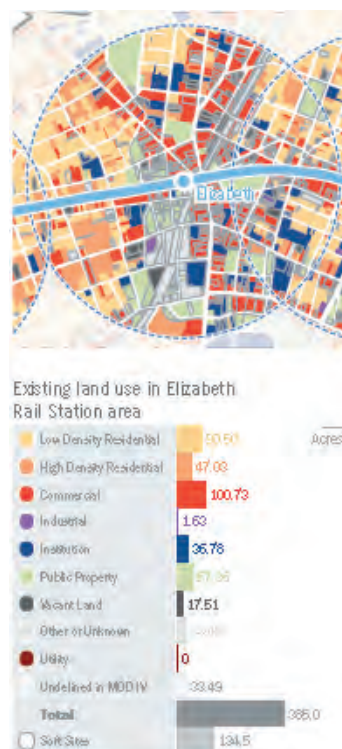 Elizabeth
Existing land use in Elizabeth
Rail Station area
Acres
Low Density Residential
High Density Residential 47.03
Commercial 100.73
Industrial 1.63
Institution 36.78
Public Property
Vacant Land 17.51
Other or Unknown
Utility 0
Undefined in MOD IV 33.49
Total
Soft Sites 134.5